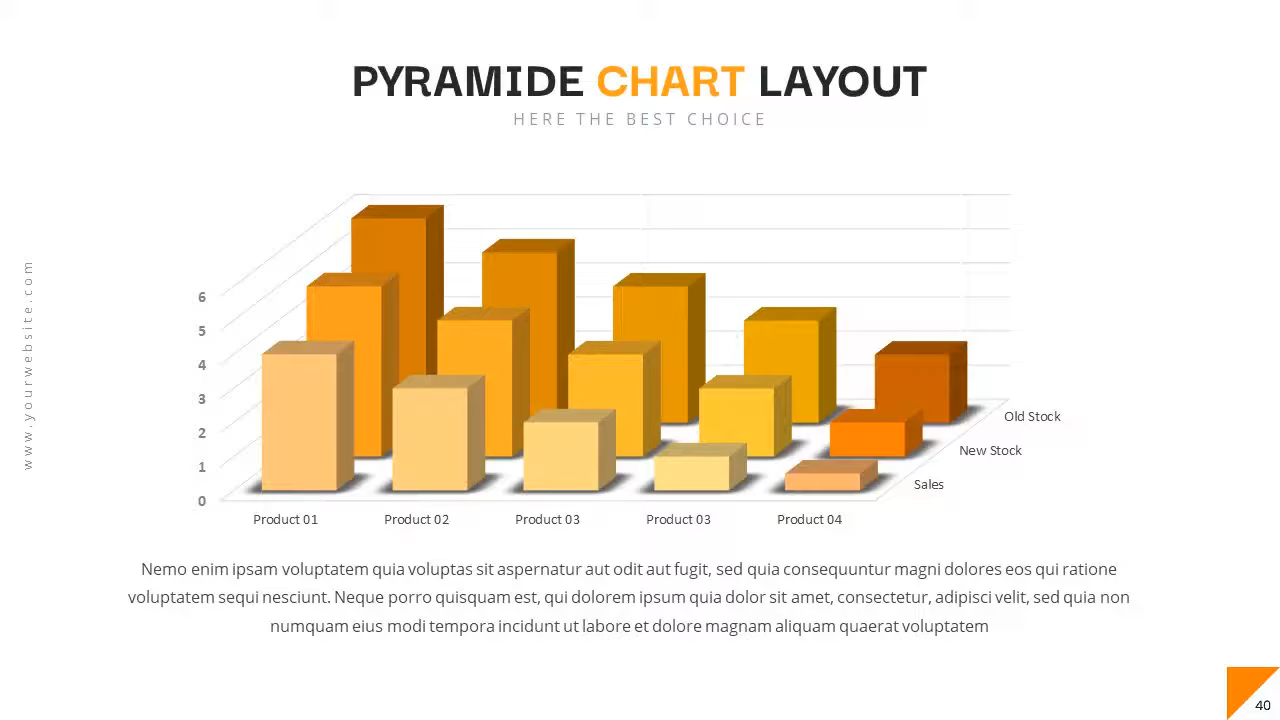 PYRAMIDE CHART LAYOUT
HERE THE BEST CHOICE
www.yourwebsite.com
6
5
4
3
2
1
0
Old Stock
New Stock
Sales
Product 01
Product 02
Product 03
Product 03
Product 04
Nemo enim ipsam voluptatem quia voluptas sit aspernatur aut odit aut fugit, sed quia consequuntur magni dolores eos qui ratione
voluptatem sequi nesciunt. Neque porro quisquam est, qui dolorem ipsum quia dolor sit amet, consectetur, adipisci velit, sed quia non
numquam eius modi tempora incidunt ut labore et dolore magnam aliquam quaerat voluptatem
40